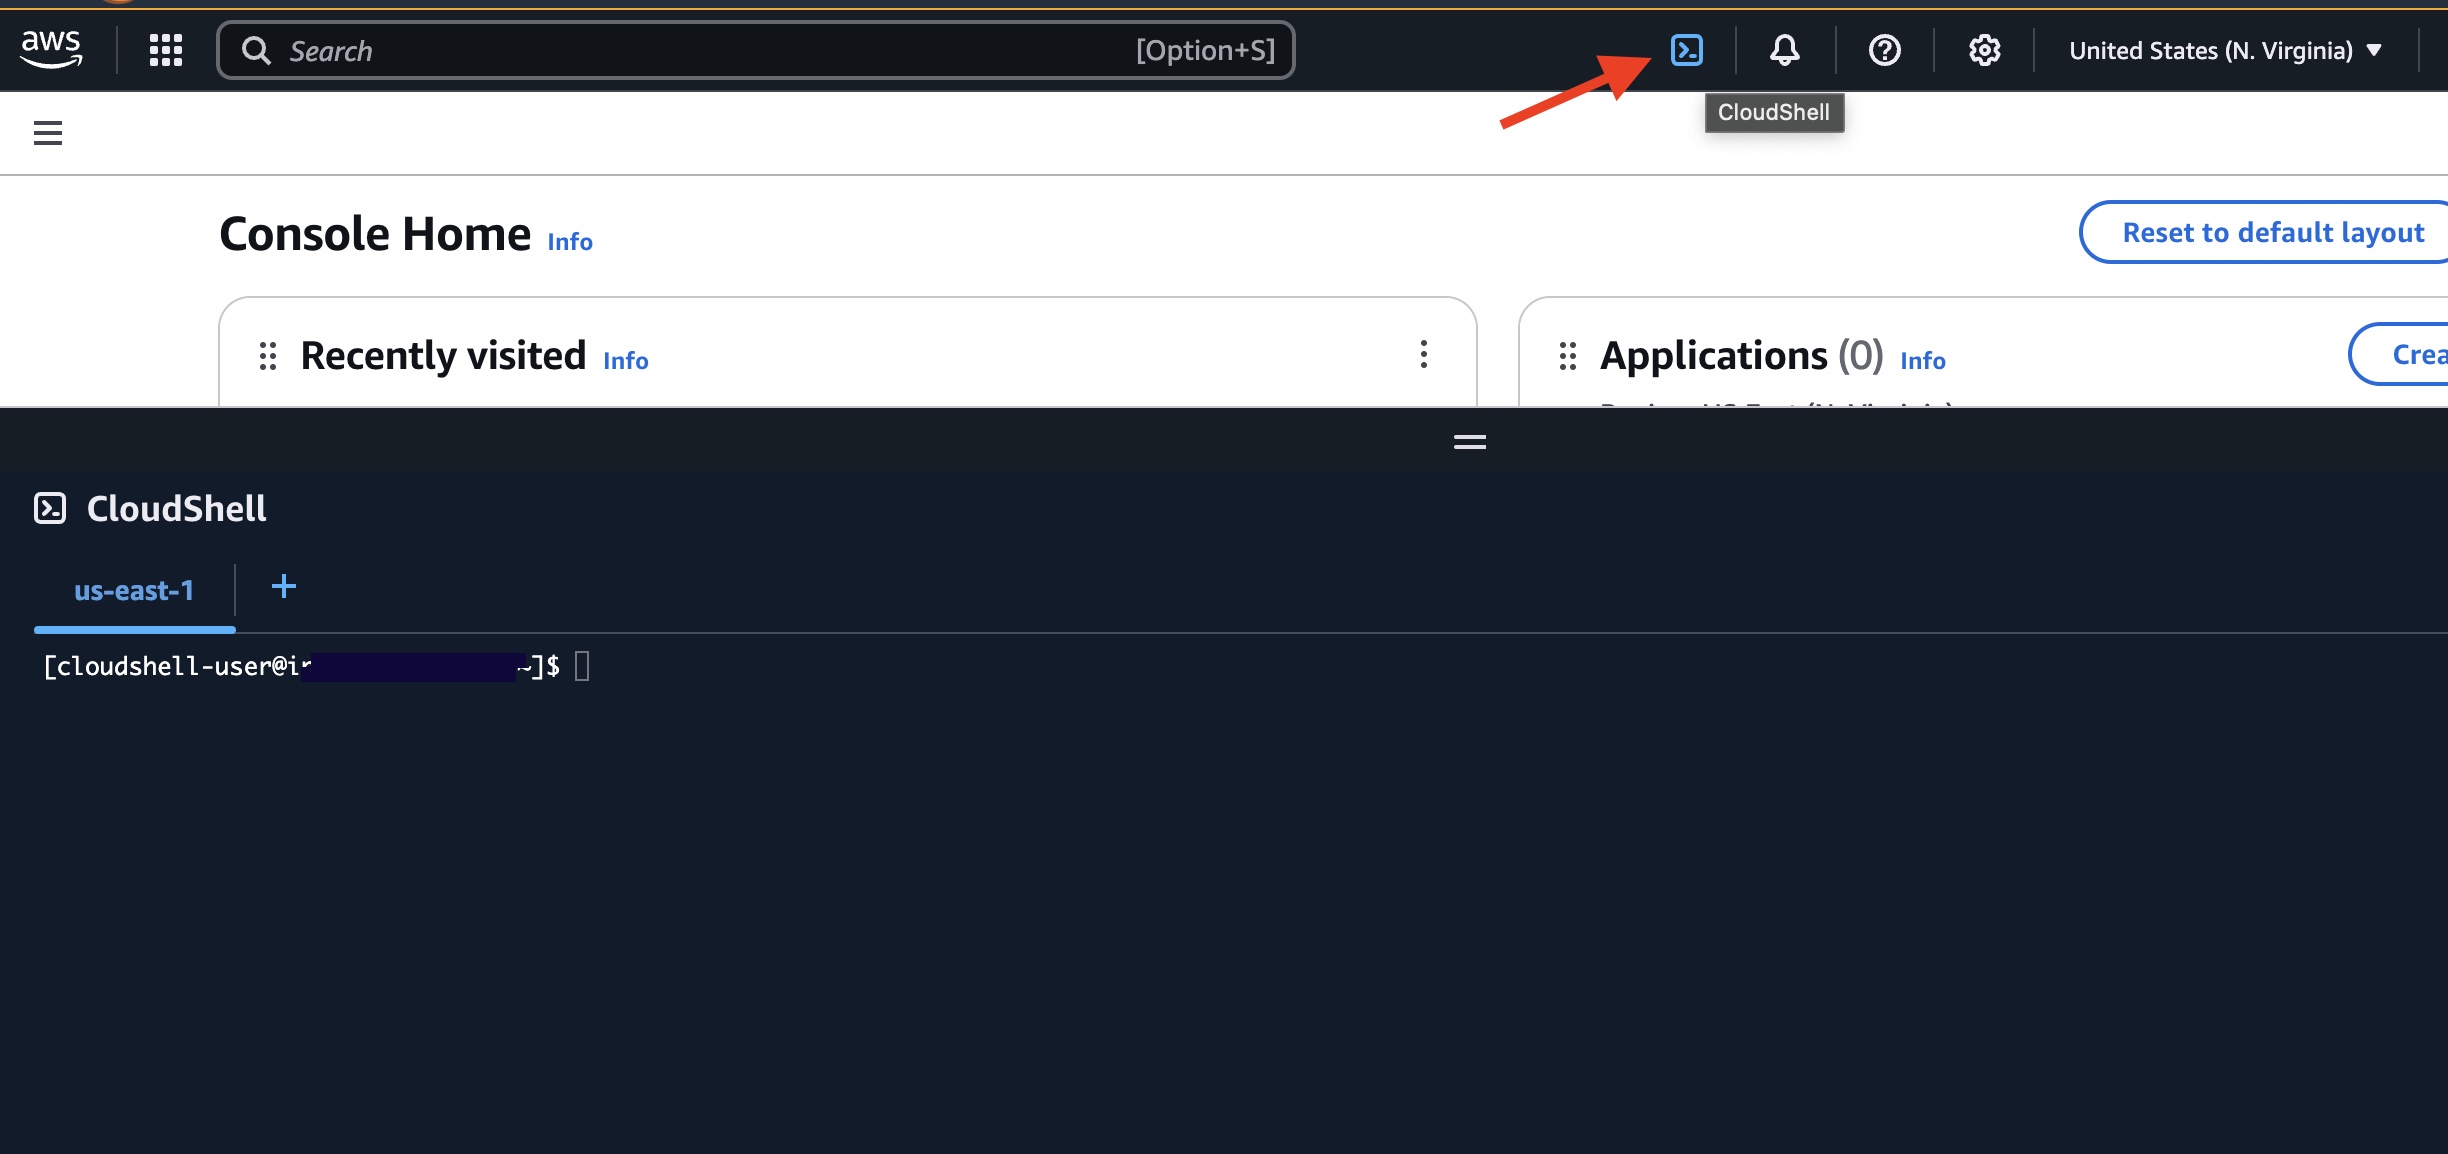 aws
Search [Option+S]
United States (N. Virginia)
CloudShell
Console Home Info
Reset to default layout
Recently visited Info
Applications (0) Info
Crea
CloudShell
us-east-1 +
[cloudshell-user@i ~]$